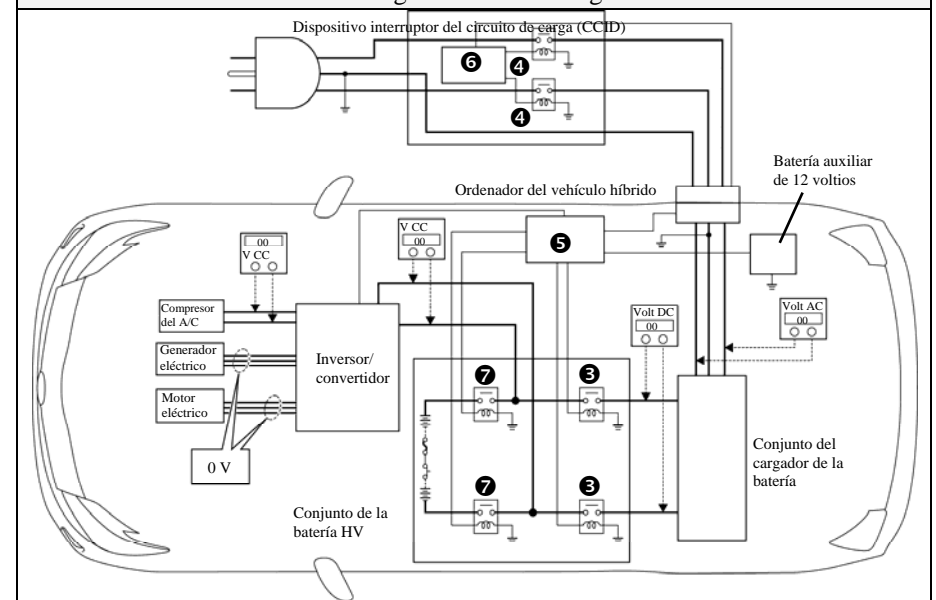 Dispositivo interruptor del circuito de carga (CCID)
6
4
4
Batería auxiliar
de 12 voltios
Ordenador del vehículo híbrido
5
V CC
00
00
V CC
Volt DC
00
Volt AC
00
Compresor
del A/C
Generador
eléctrico
Motor
eléctrico
Inversor/
convertidor
0 V
7
3
7
3
Conjunto de la
batería HV
Conjunto del
cargador de la
batería